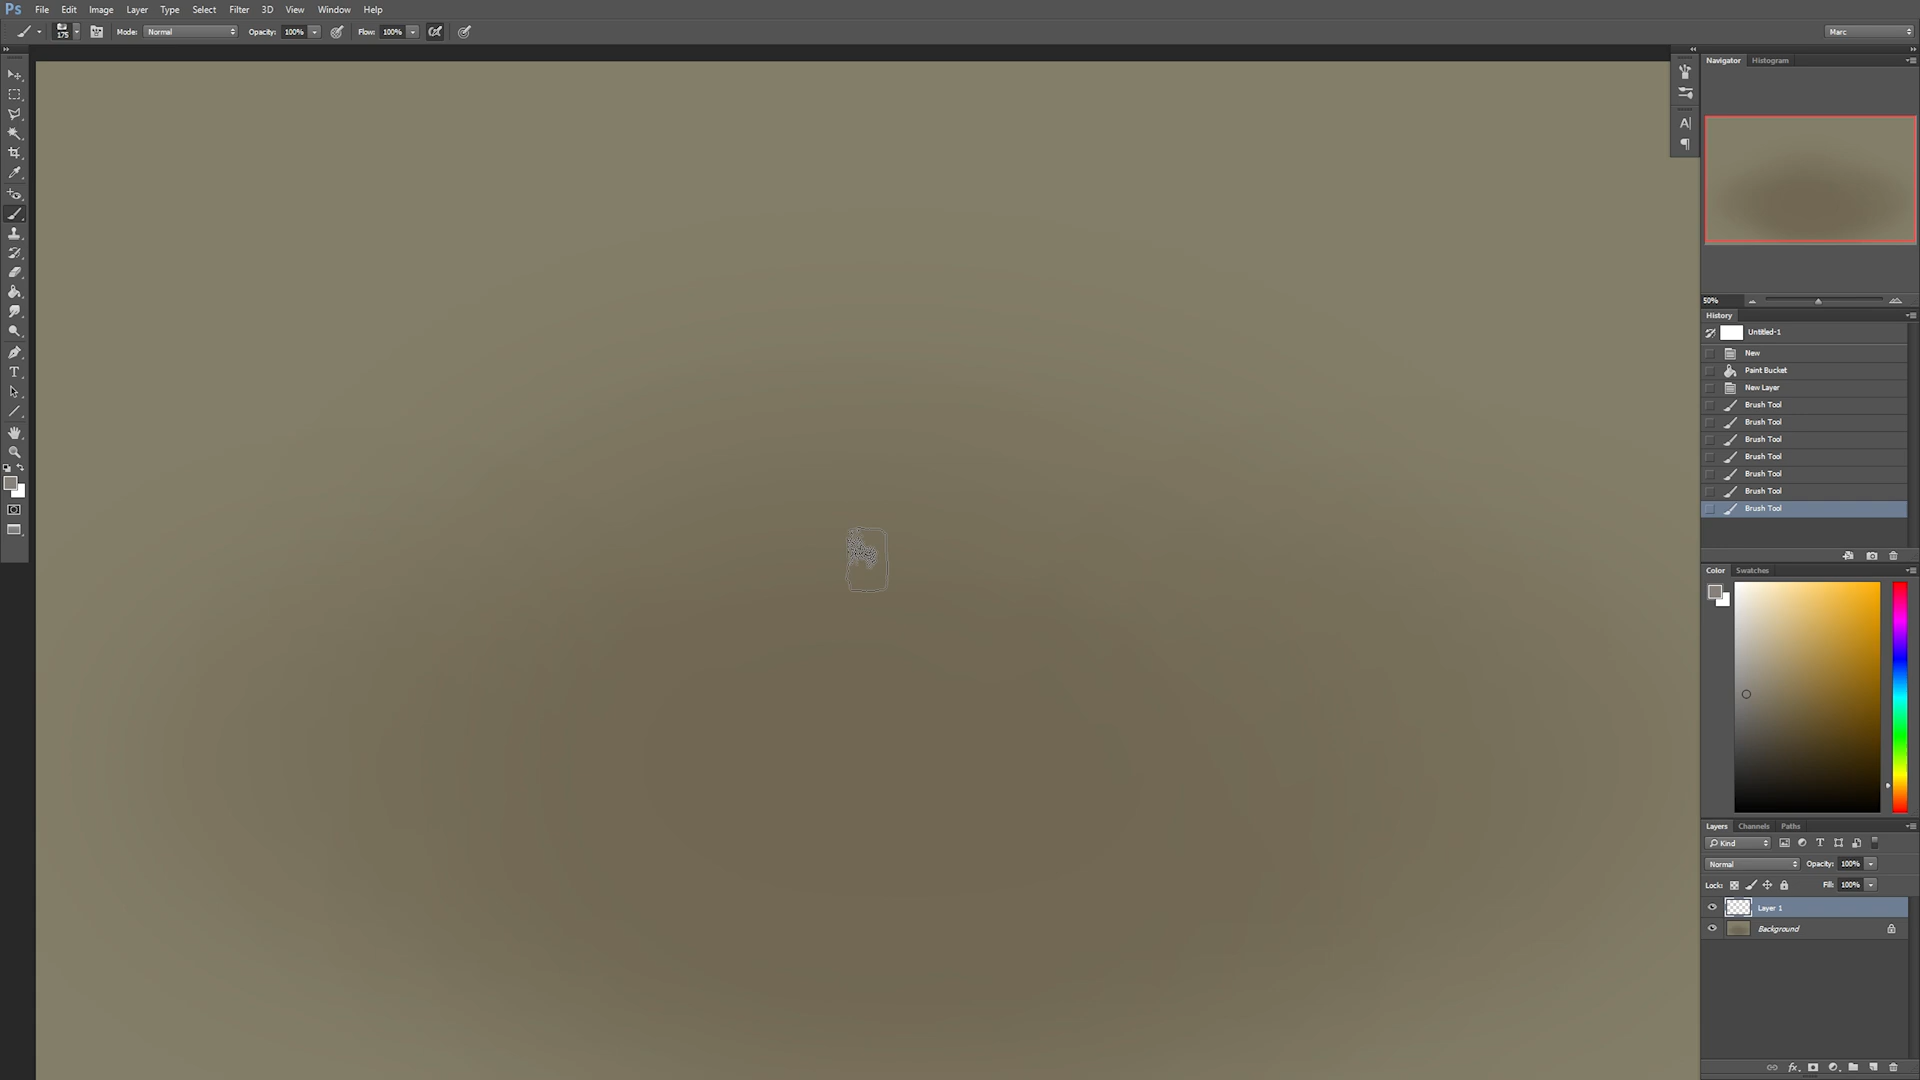 Ps File Edit Image Layer Type Select Filter 3D View Window Help
175 Mode: Normal Opacity: 100% Flow: 100% Marc
Navigator Histogram
50%
History
Untitled-1
New
Paint Bucket
New Layer
Brush Tool
Brush Tool
Brush Tool
Brush Tool
Brush Tool
Brush Tool
Brush Tool
Color Swatches
Layers Channels Paths
Kind
Normal Opacity: 100%
Lock: Fill: 100%
Layer 1
Background